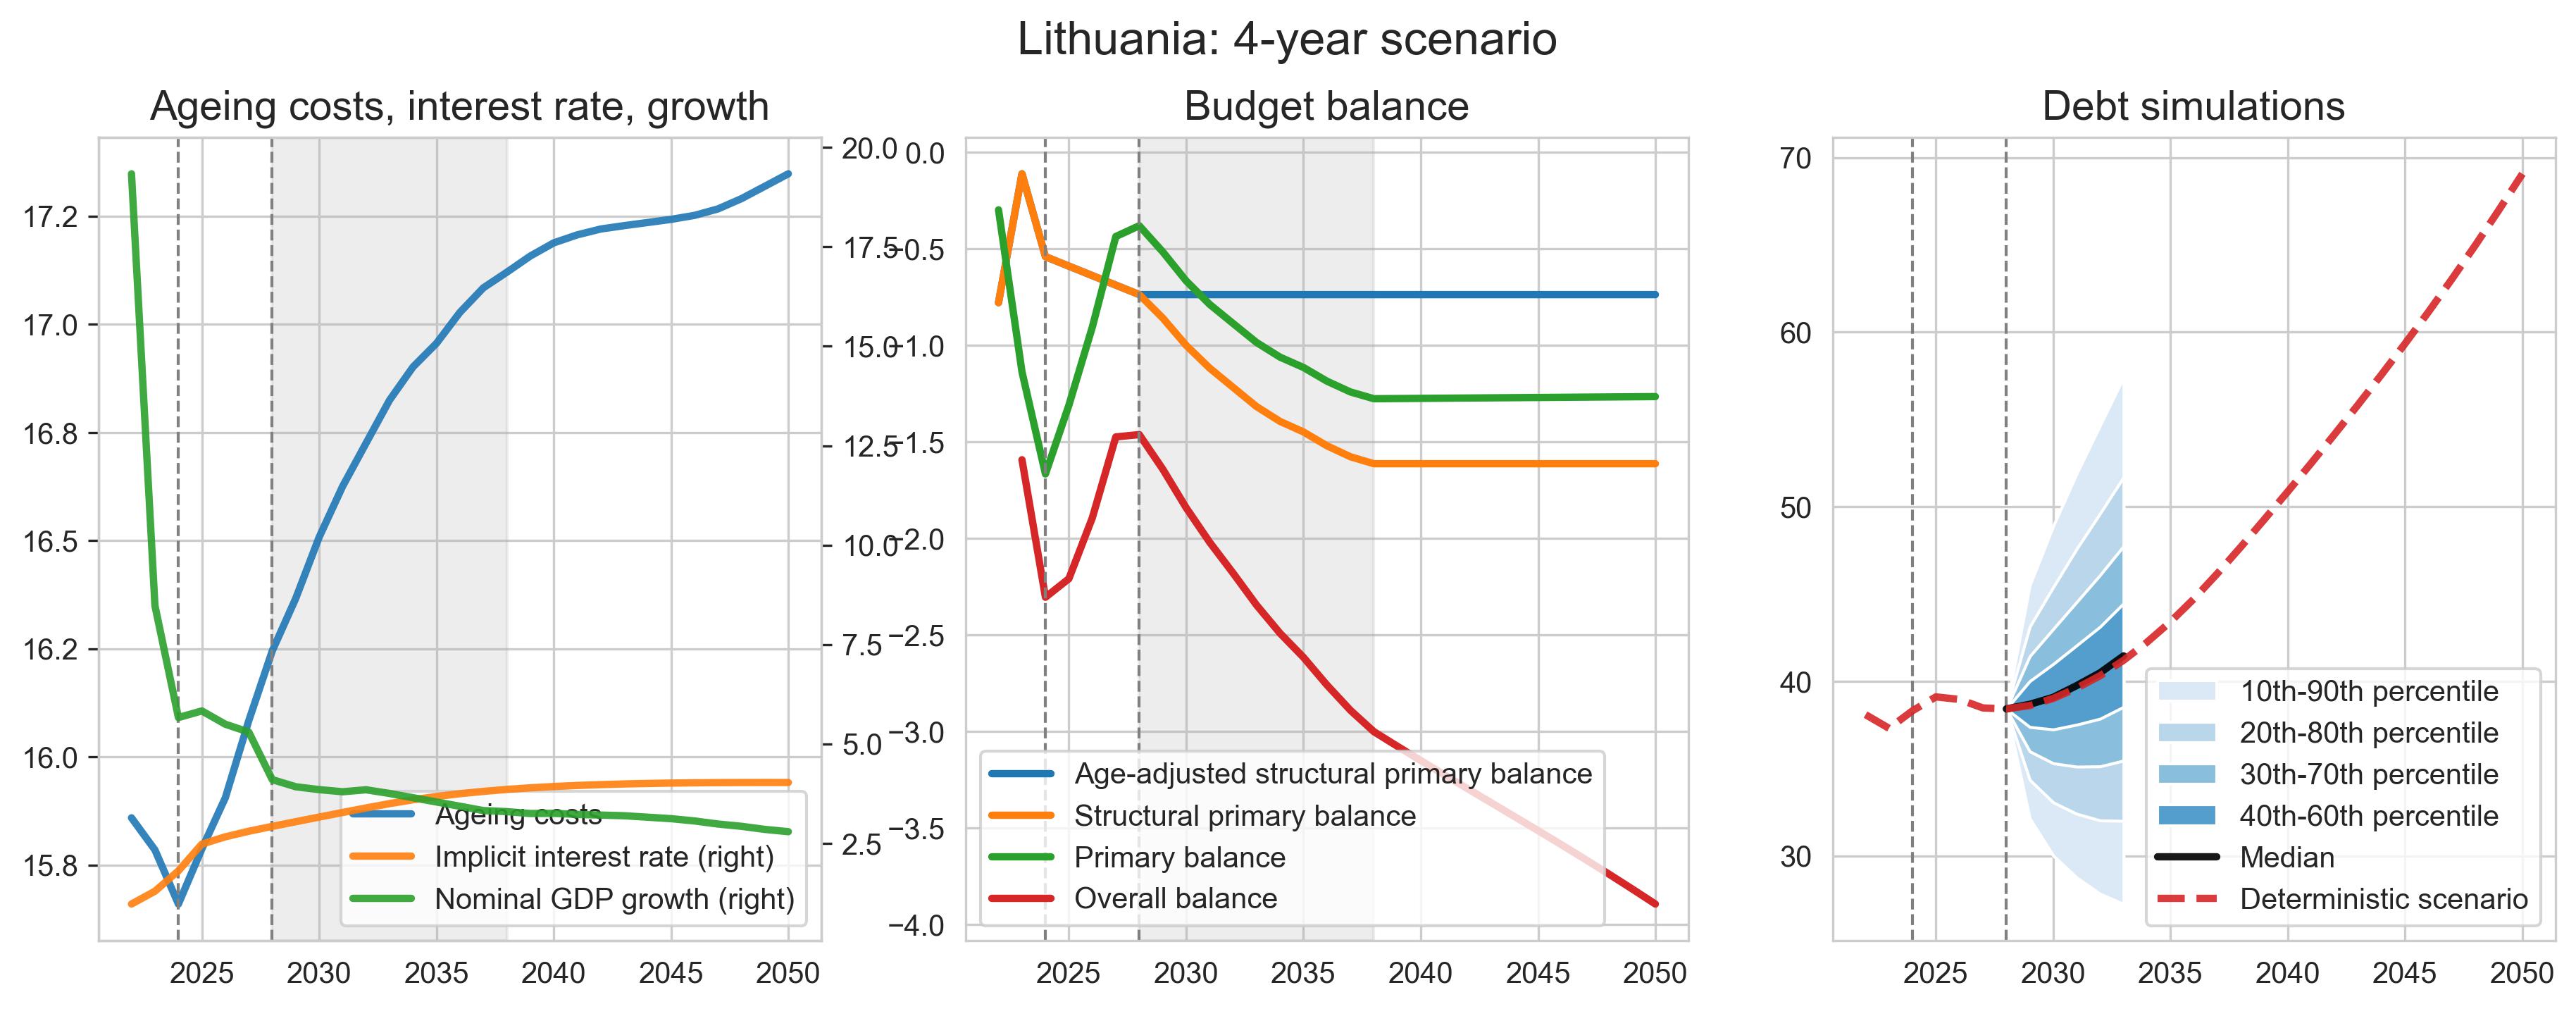 Lithuania: 4-year scenario
Ageing costs, interest rate, growth
17.2
17.0
16.8
16.5
16.2
16.0
15.8
20.0
17.5
15.0
12.5
10.0
7.5
5.0
2.5
2025 2030 2035 2040 2045 2050
Ageing costs
Implicit interest rate (right)
Nominal GDP growth (right)
Budget balance
0.0
−0.5
−1.0
−1.5
−2.0
−2.5
−3.0
−3.5
−4.0
2025 2030 2035 2040 2045 2050
Age-adjusted structural primary balance
Structural primary balance
Primary balance
Overall balance
Debt simulations
70
60
50
40
30
2025 2030 2035 2040 2045 2050
10th-90th percentile
20th-80th percentile
30th-70th percentile
40th-60th percentile
Median
Deterministic scenario